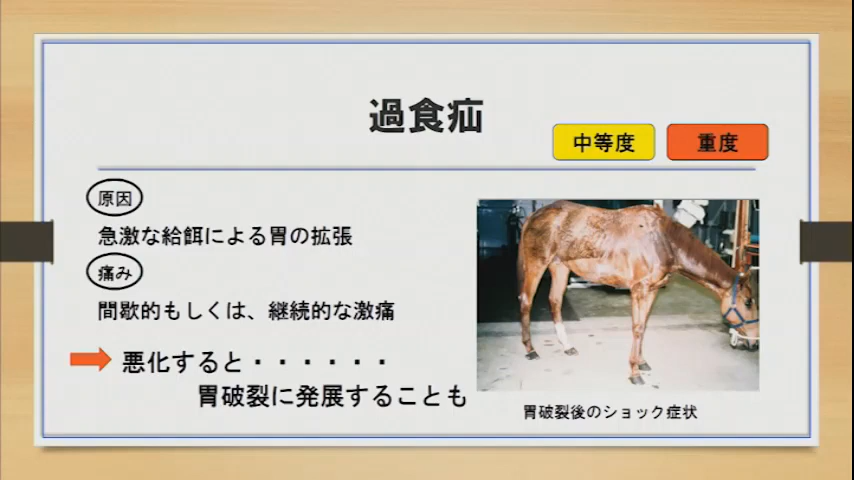 過食疝
中等度
重度
原因
急激な給餌による胃の拡張
痛み
間歇的もしくは、継続的な激痛
悪化すると・・・・・・
胃破裂に発展することも
胃破裂後のショック症状